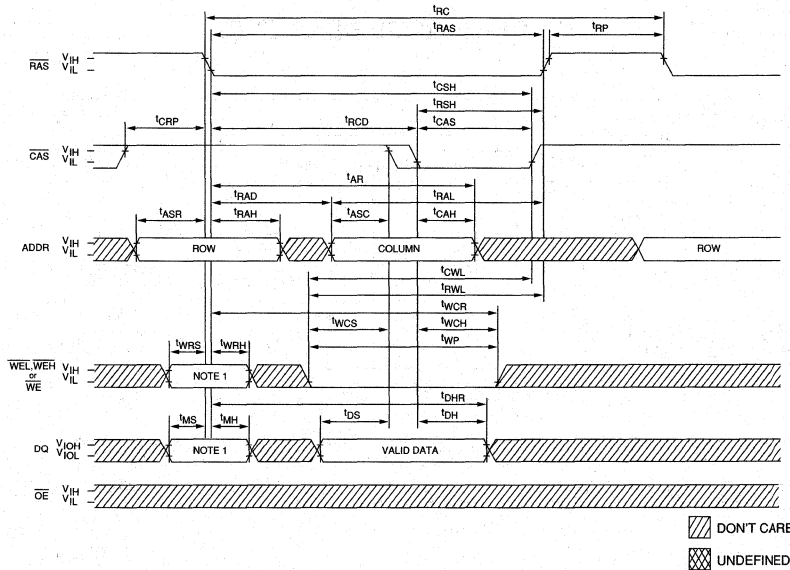 tRC
tRAS
tRP
RAS VIH
VIL
tCSH
tRSH
tCRP
tRCD
tCAS
CAS VIH
VIL
tAR
tRAD
tRAL
tASR
tRAH
tASC
tCAH
ADDR VIH
VIL
ROW
COLUMN
ROW
tCWL
tRWL
tWCR
tWCS
tWCH
tWP
tWRS
tWRH
WEL,WEH
or
WE
VIH
VIL
NOTE 1
tDHR
tMS
tMH
tDS
tDH
DQ VIOH
VIOL
NOTE 1
VALID DATA
OE VIH
VIL
DON'T CARE
UNDEFINED